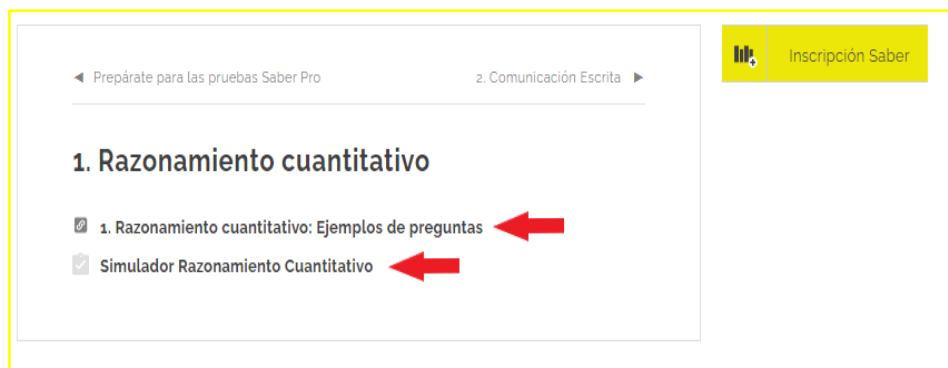 ◄ Prepárate para las pruebas Saber Pro
2. Comunicación Escrita ►
Inscripción Saber
1. Razonamiento cuantitativo
1. Razonamiento cuantitativo: Ejemplos de preguntas
Simulador Razonamiento Cuantitativo